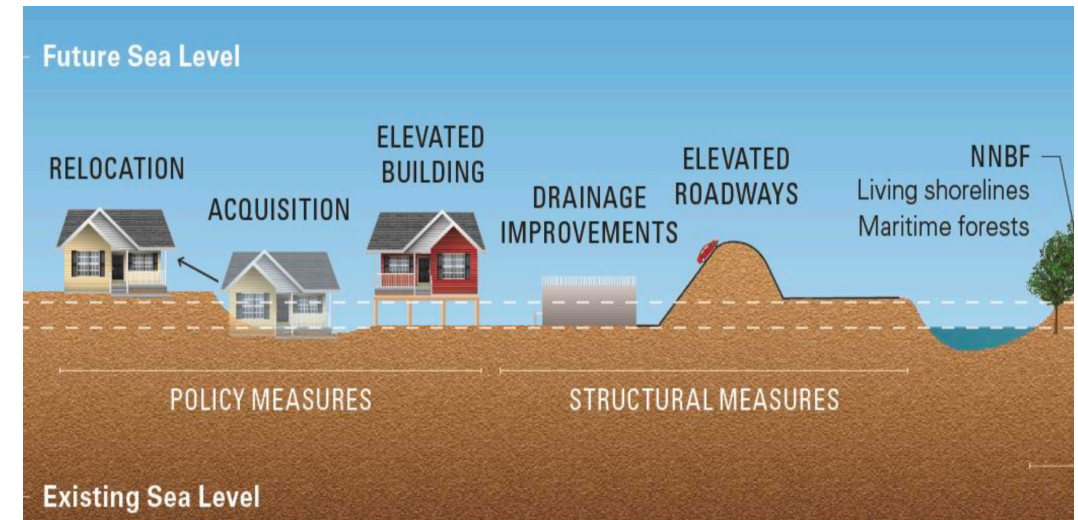 Future Sea Level
RELOCATION
ACQUISITION
ELEVATED
BUILDING
DRAINAGE
IMPROVEMENTS
ELEVATED
ROADWAYS
NNBF
Living shorelines
Maritime forests
POLICY MEASURES
STRUCTURAL MEASURES
Existing Sea Level